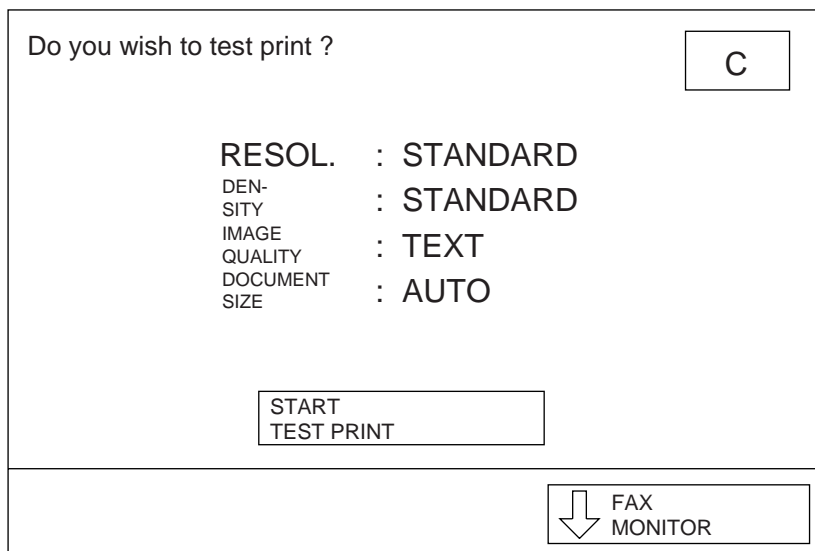 Do you wish to test print ?
C
RESOL. : STANDARD
DEN-
SITY : STANDARD
IMAGE
QUALITY : TEXT
DOCUMENT
SIZE : AUTO
START
TEST PRINT
FAX
MONITOR